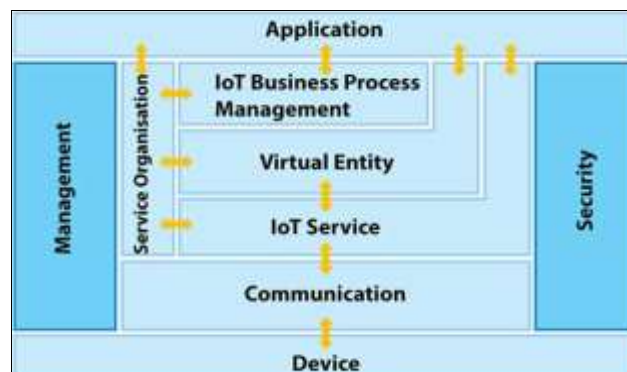 Application
Management
Service Organisation
IoT Business Process
Management
Virtual Entity
IoT Service
Communication
Security
Device